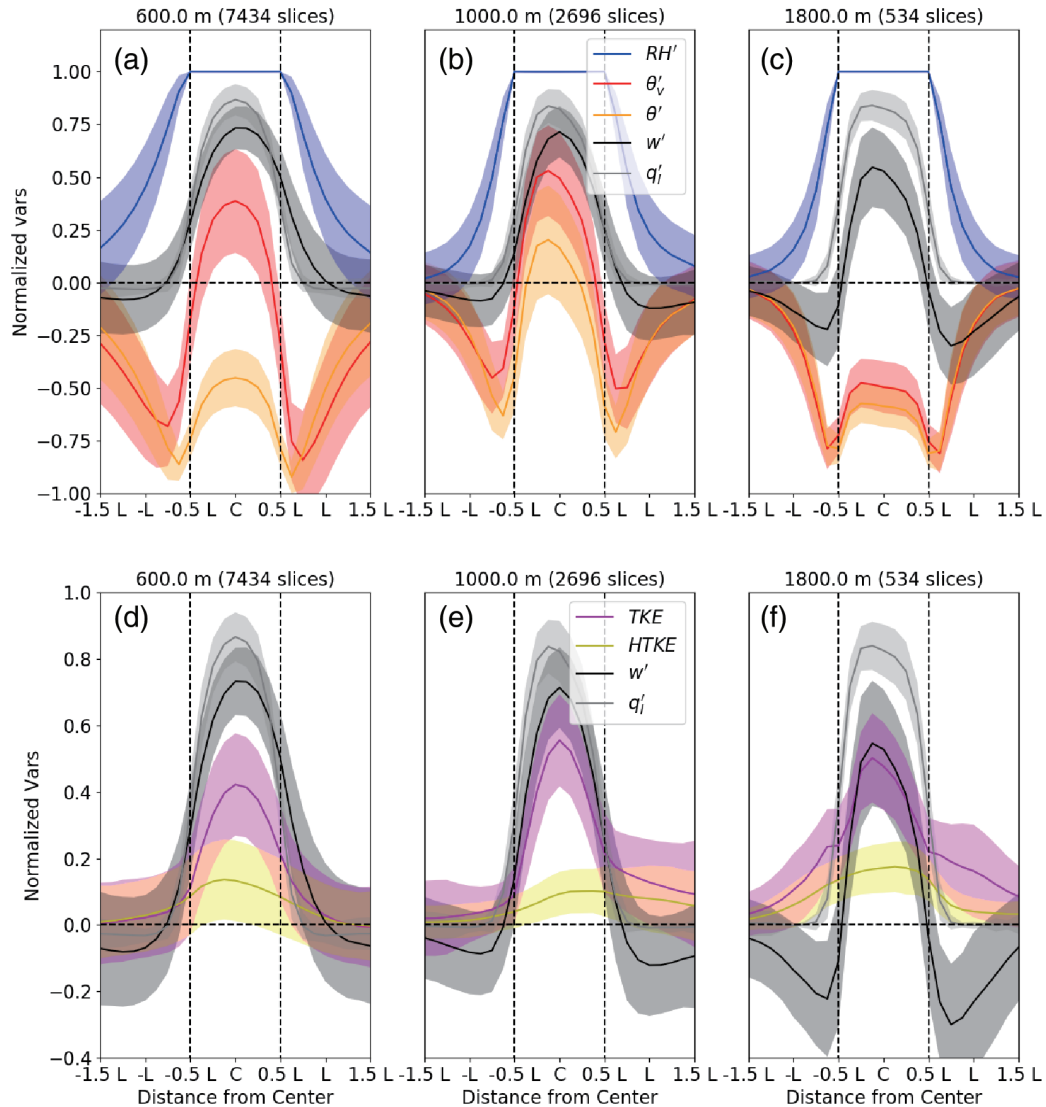 600.0 m (7434 slices)
1000.0 m (2696 slices)
1800.0 m (534 slices)
(a)
(b)
(c)
RH′
θ′v
θ′
w′
q′l
Normalized vars
1.00
0.75
0.50
0.25
0.00
−0.25
−0.50
−0.75
−1.00
-1.5 L -L -0.5 L C 0.5 L 1.5 L
-1.5 L -L -0.5 L C 0.5 L 1.5 L
-1.5 L -L -0.5 L C 0.5 L 1.5 L
600.0 m (7434 slices)
1000.0 m (2696 slices)
1800.0 m (534 slices)
(d)
(e)
(f)
TKE
HTKE
w′
q′l
Normalized Vars
1.0
0.8
0.6
0.4
0.2
0.0
−0.2
−0.4
-1.5 L -L -0.5 L C 0.5 L 1.5 L
-1.5 L -L -0.5 L C 0.5 L 1.5 L
-1.5 L -L -0.5 L C 0.5 L 1.5 L
Distance from Center
Distance from Center
Distance from Center